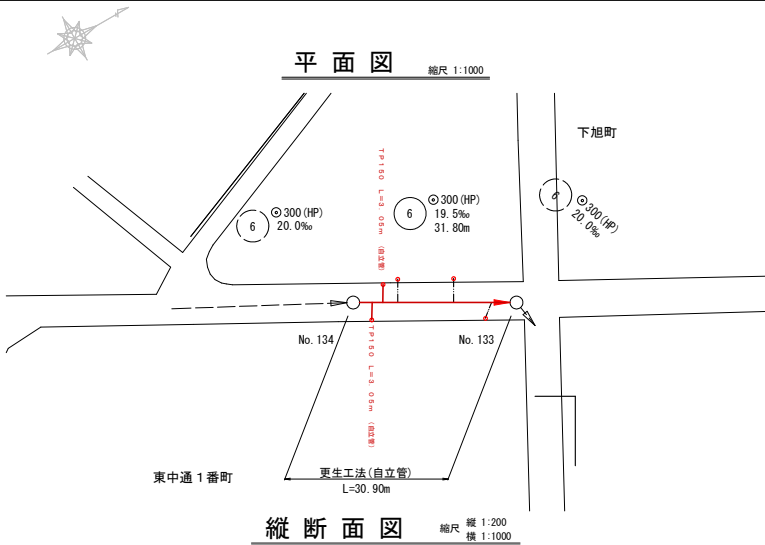 平面図
縮尺 1:1000
下旭町
TP150 L=3.05m (自立管)
6
300(HP)
20.0‰
6
300(HP)
19.5‰
31.80m
6
300(HP)
20.0‰
No.134
No.133
TP150 L=3.05m (自立管)
東中通1番町
更生工法(自立管)
L=30.90m
縦断面図
縮尺 縦 1:200
横 1:1000